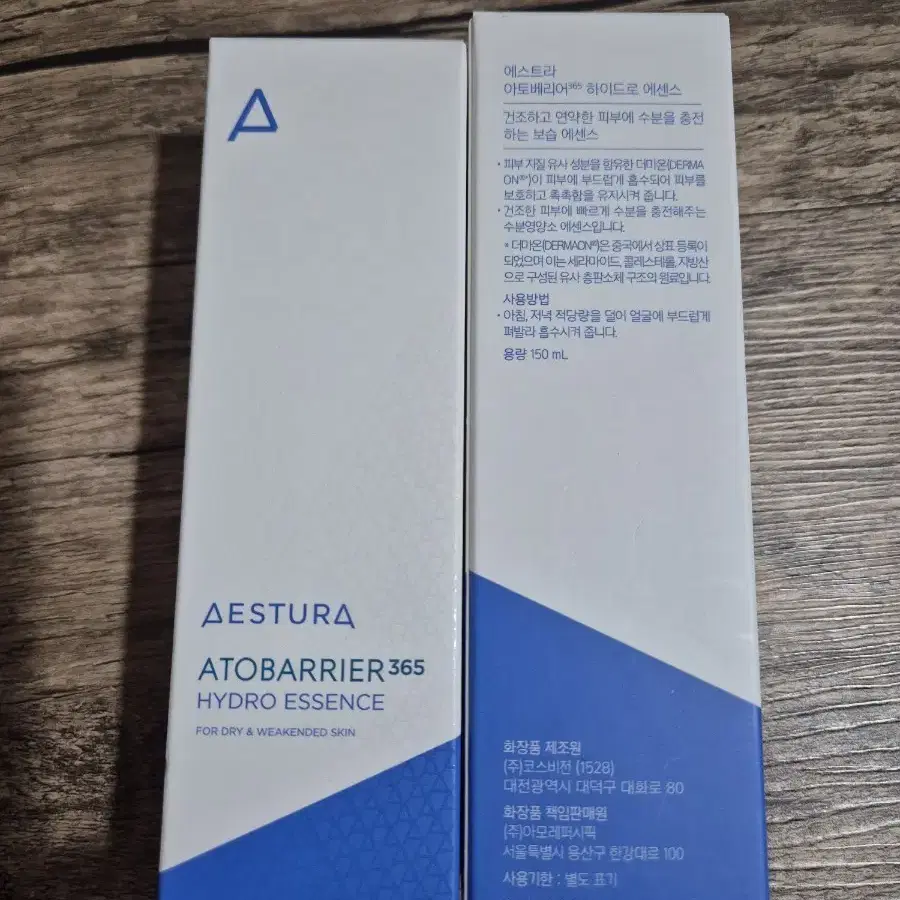 AESTURA
ATOBARRIER365
HYDRO ESSENCE
FOR DRY & WEAKENDED SKIN
에스트라
아토베리어365 하이드로 에센스
건조하고 연약한 피부에 수분을 충전
하는 보습 에센스
• 피부 지질 유사 성분을 함유한 더마온(DERMA
ON®*)이 피부에 부드럽게 흡수되어 피부를
보호하고 촉촉함을 유지시켜 줍니다.
• 건조한 피부에 빠르게 수분을 충전해주는
수분영양소 에센스입니다.
* 더마온(DERMAON®)은 중국에서 상표 등록이
되었으며 이는 세라마이드, 콜레스테롤, 지방산
으로 구성된 유사 층판소체 구조의 원료입니다.
사용방법
• 아침, 저녁 적당량을 덜어 얼굴에 부드럽게
펴발라 흡수시켜 줍니다.
용량 150 mL
화장품 제조원
(주)코스비전 (1528)
대전광역시 대덕구 대화로 80
화장품 책임판매원
(주)아모레퍼시픽
서울특별시 용산구 한강대로 100
사용기한 : 별도 표기